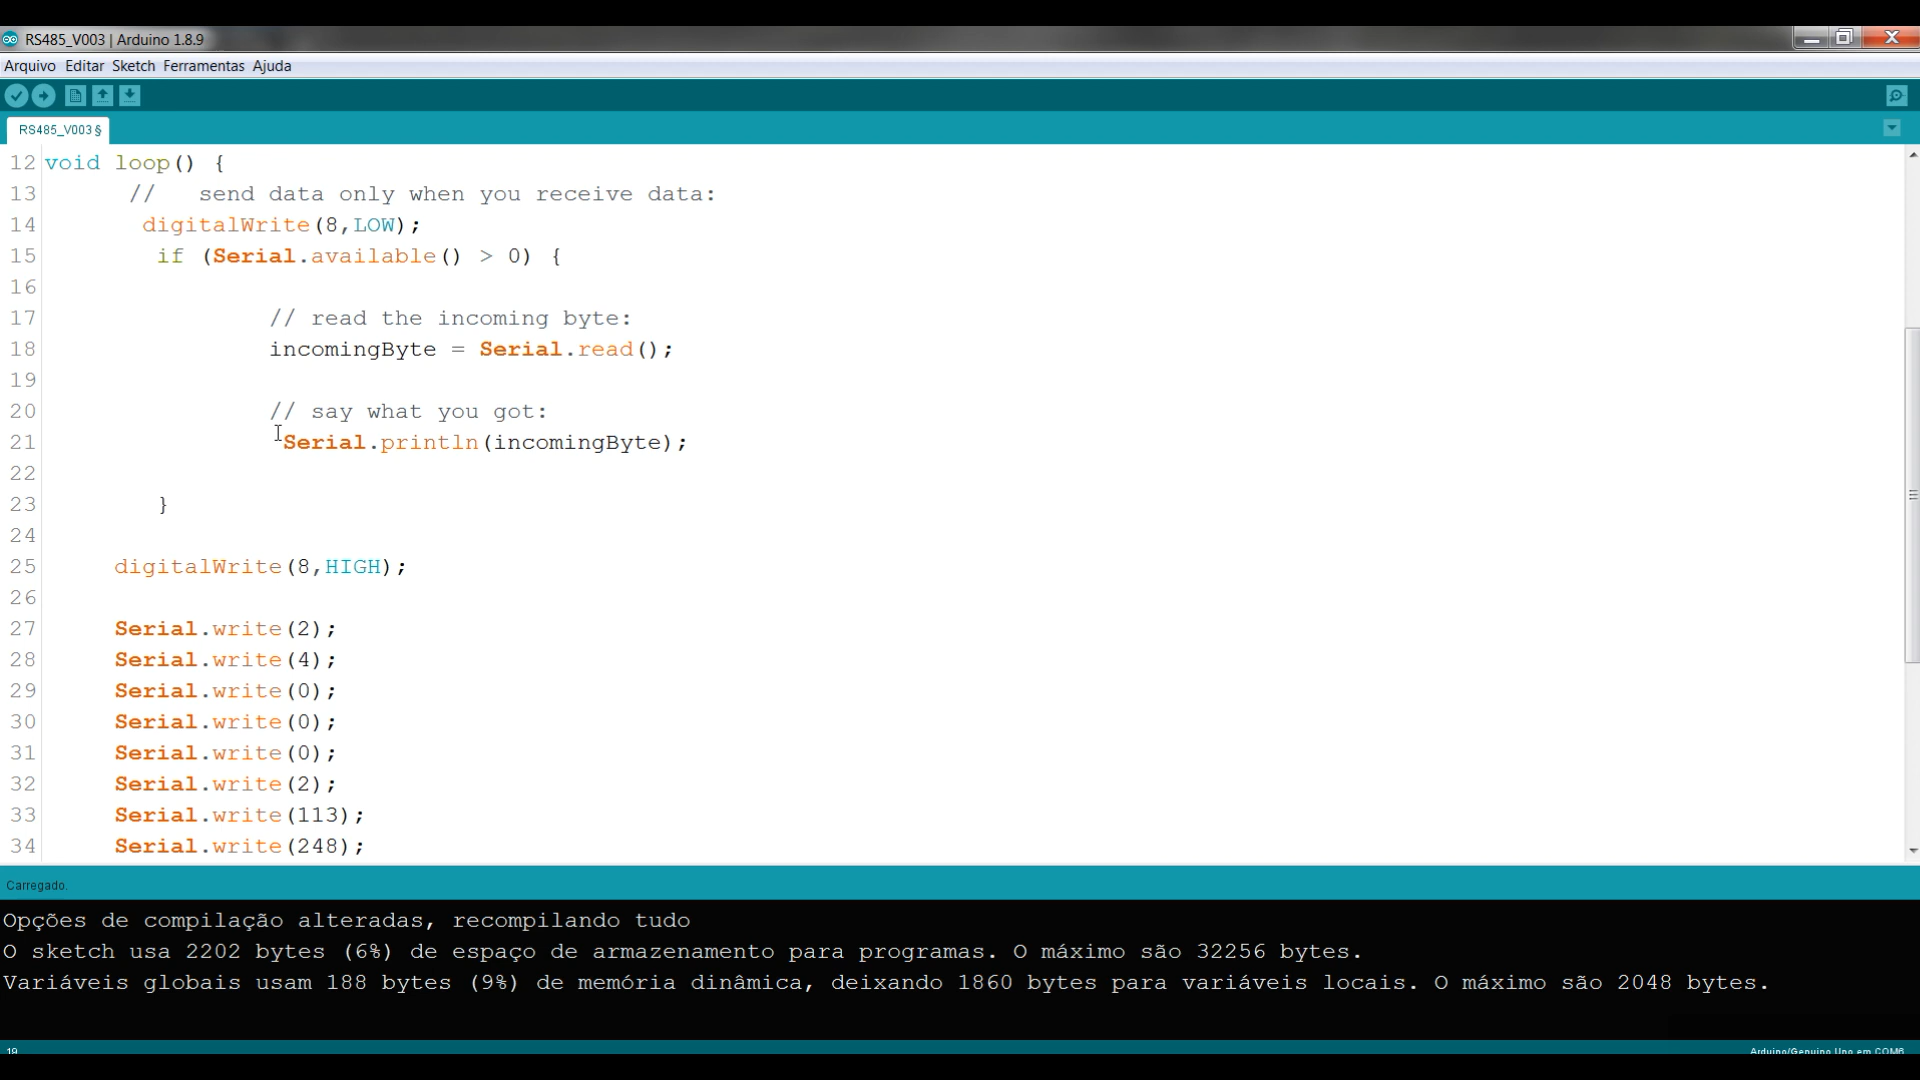 RS485_V003 | Arduino 1.8.9
Arquivo Editar Sketch Ferramentas Ajuda
RS485_V003 §
12 void loop() {
13 // send data only when you receive data:
14 digitalWrite(8,LOW);
15 if (Serial.available() > 0) {
16
17 // read the incoming byte:
18 incomingByte = Serial.read();
19
20 // say what you got:
21 Serial.println(incomingByte);
22
23 }
24
25 digitalWrite(8,HIGH);
26
27 Serial.write(2);
28 Serial.write(4);
29 Serial.write(0);
30 Serial.write(0);
31 Serial.write(0);
32 Serial.write(2);
33 Serial.write(113);
34 Serial.write(248);
Carregado.
Opções de compilação alteradas, recompilando tudo
O sketch usa 2202 bytes (6%) de espaço de armazenamento para programas. O máximo são 32256 bytes.
Variáveis globais usam 188 bytes (9%) de memória dinâmica, deixando 1860 bytes para variáveis locais. O máximo são 2048 bytes.
19 Arduino/Genuino Uno em COM6